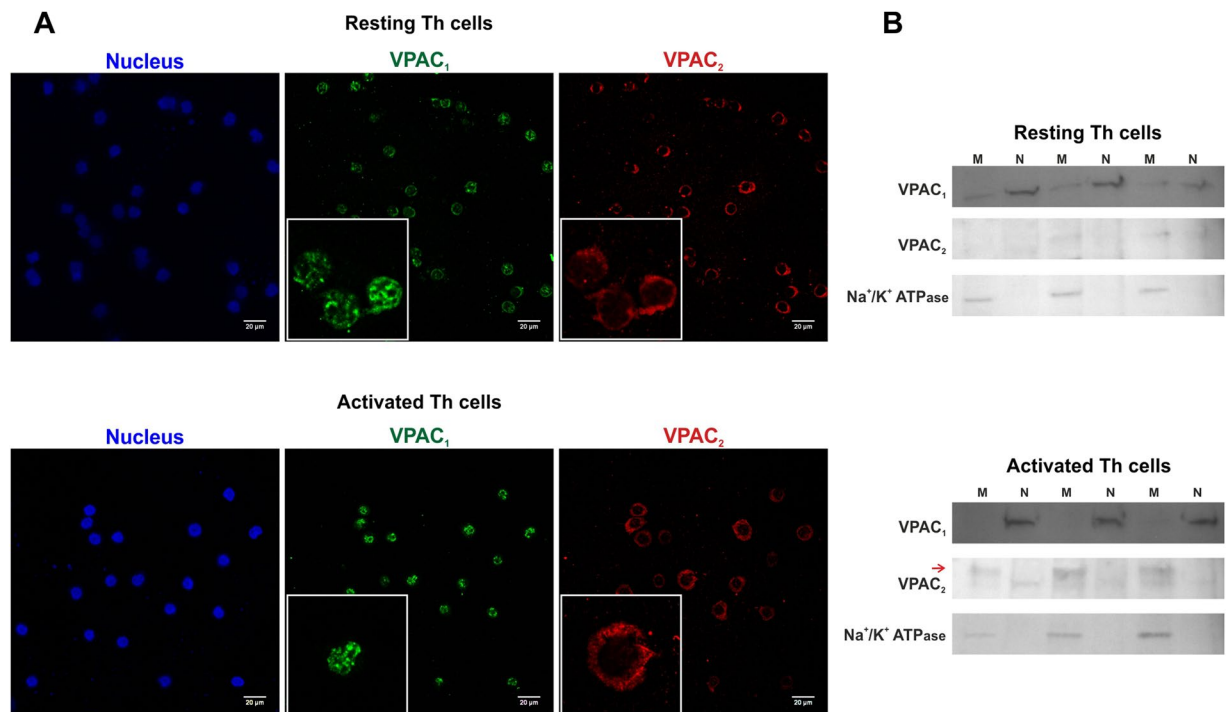 A
Resting Th cells
Nucleus
VPAC₁
VPAC₂
20 µm
20 µm
20 µm
Activated Th cells
Nucleus
VPAC₁
VPAC₂
20 µm
20 µm
20 µm
B
Resting Th cells
M N M N M N
VPAC₁
VPAC₂
Na⁺/K⁺ ATPase
Activated Th cells
M N M N M N
VPAC₁
VPAC₂
Na⁺/K⁺ ATPase